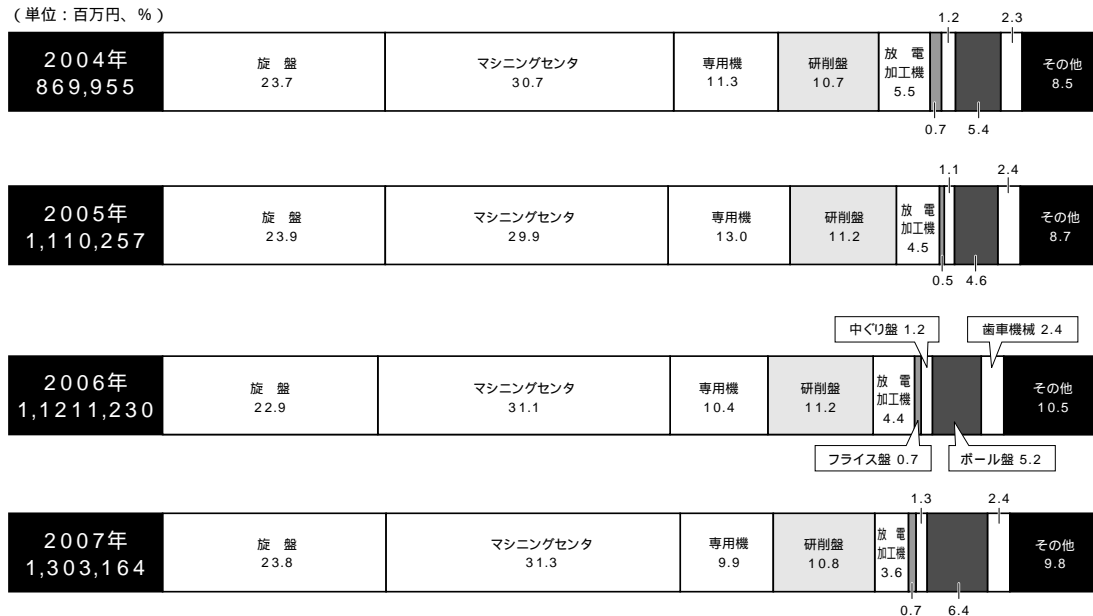 (単位:百万円、%)
1.2 2.3
2004年
869,955
旋 盤
23.7
マシニングセンタ
30.7
専用機
11.3
研削盤
10.7
放 電
加工機
5.5
その他
8.5
0.7 5.4
1.1 2.4
2005年
1,110,257
旋 盤
23.9
マシニングセンタ
29.9
専用機
13.0
研削盤
11.2
放 電
加工機
4.5
その他
8.7
0.5 4.6
中ぐり盤 1.2
歯車機械 2.4
2006年
1,1211,230
旋 盤
22.9
マシニングセンタ
31.1
専用機
10.4
研削盤
11.2
放 電
加工機
4.4
その他
10.5
フライス盤 0.7
ボール盤 5.2
1.3 2.4
2007年
1,303,164
旋 盤
23.8
マシニングセンタ
31.3
専用機
9.9
研削盤
10.8
放 電
加工機
3.6
その他
9.8
0.7 6.4